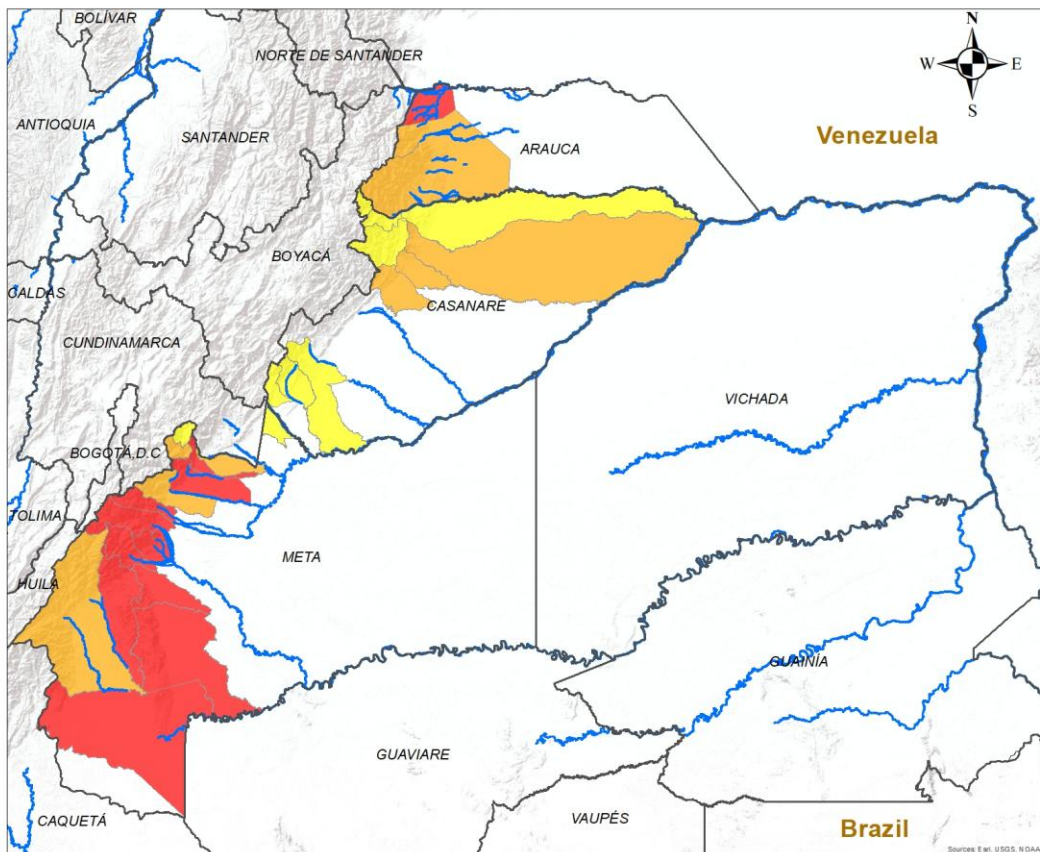 BOLÍVAR
N
NORTE DE SANTANDER
W
E
S
ANTIOQUIA
SANTANDER
Venezuela
ARAUCA
BOYACÁ
CALDAS
CASANARE
CUNDINAMARCA
VICHADA
BOGOTÁ,D.C
TOLIMA
META
HUILA
GUAINÍA
GUAVIARE
CAQUETÁ
VAUPÉS
Brazil
Sources: Esri, USGS, NOAA